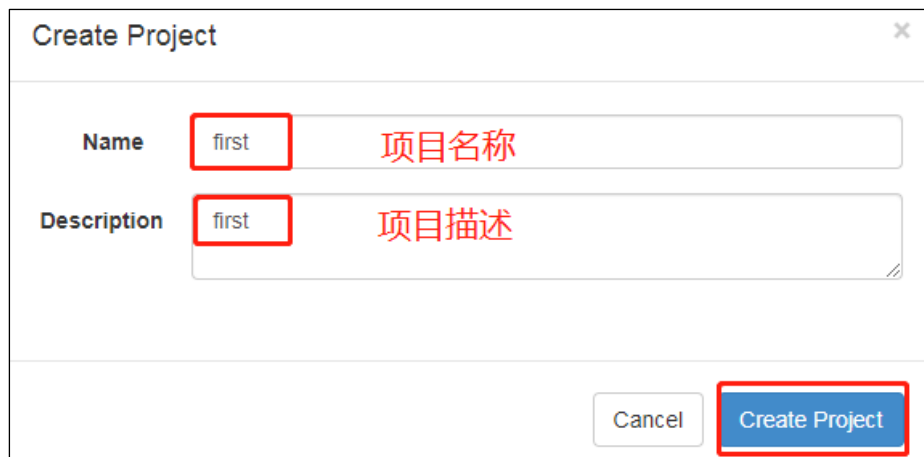 Create Project ×
Name first 项目名称
Description first 项目描述
Cancel Create Project